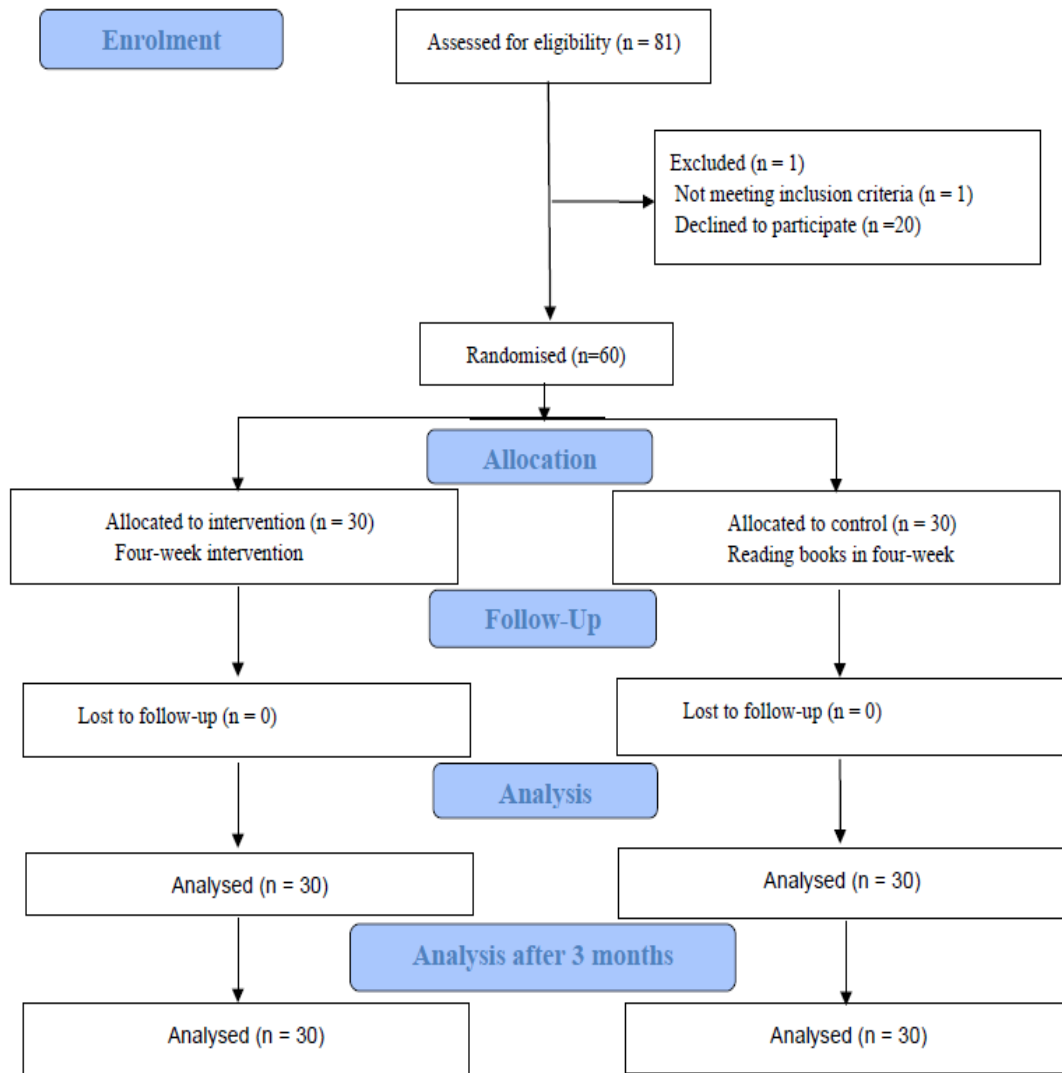 Enrolment
Assessed for eligibility (n = 81)
Excluded (n = 1)
Not meeting inclusion criteria (n = 1)
Declined to participate (n =20)
Randomised (n=60)
Allocation
Allocated to intervention (n = 30)
Four-week intervention
Allocated to control (n = 30)
Reading books in four-week
Follow-Up
Lost to follow-up (n = 0)
Lost to follow-up (n = 0)
Analysis
Analysed (n = 30)
Analysed (n = 30)
Analysis after 3 months
Analysed (n = 30)
Analysed (n = 30)